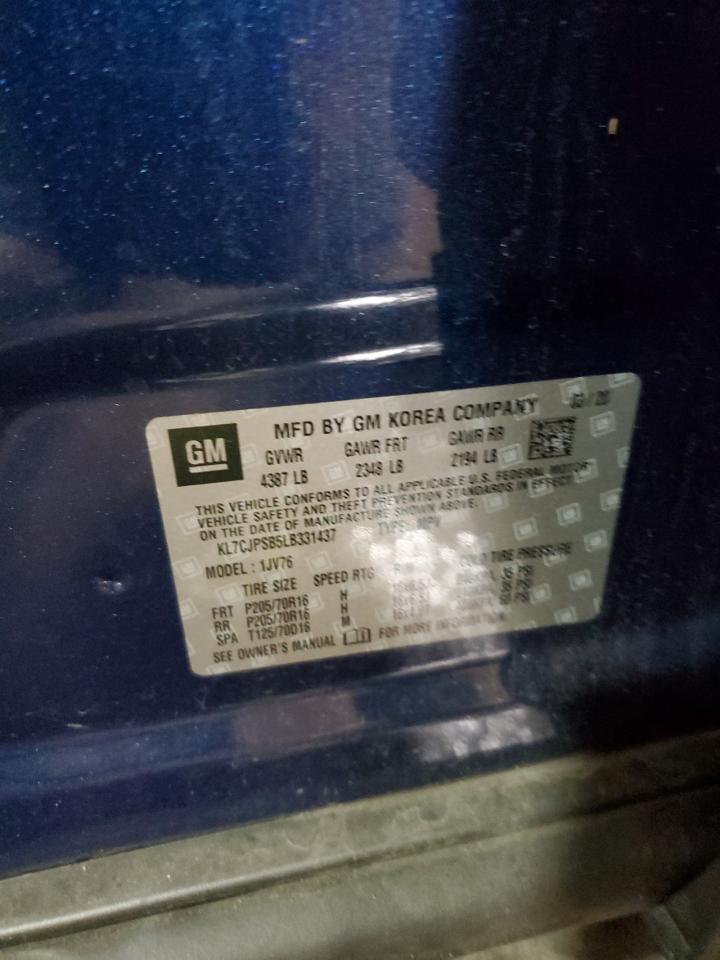 GM
MFD BY GM KOREA COMPANY 03 / 20
GVWR GAWR FRT GAWR RR
4387 LB 2348 LB 2194 LB
THIS VEHICLE CONFORMS TO ALL APPLICABLE U.S. FEDERAL MOTOR
VEHICLE SAFETY AND THEFT PREVENTION STANDARDS IN EFFECT
ON THE DATE OF MANUFACTURE SHOWN ABOVE.
KL7CJPSB5LB331437 TYPE: MPV
MODEL : 1JV76
TIRE SIZE SPEED RTG COLD TIRE PRESSURE
FRT P205/70R16 H 35 PSI
RR P205/70R16 H PSI
SPA T125/70D16 M 60 PSI
SEE OWNER'S MANUAL FOR MORE INFORMATION.